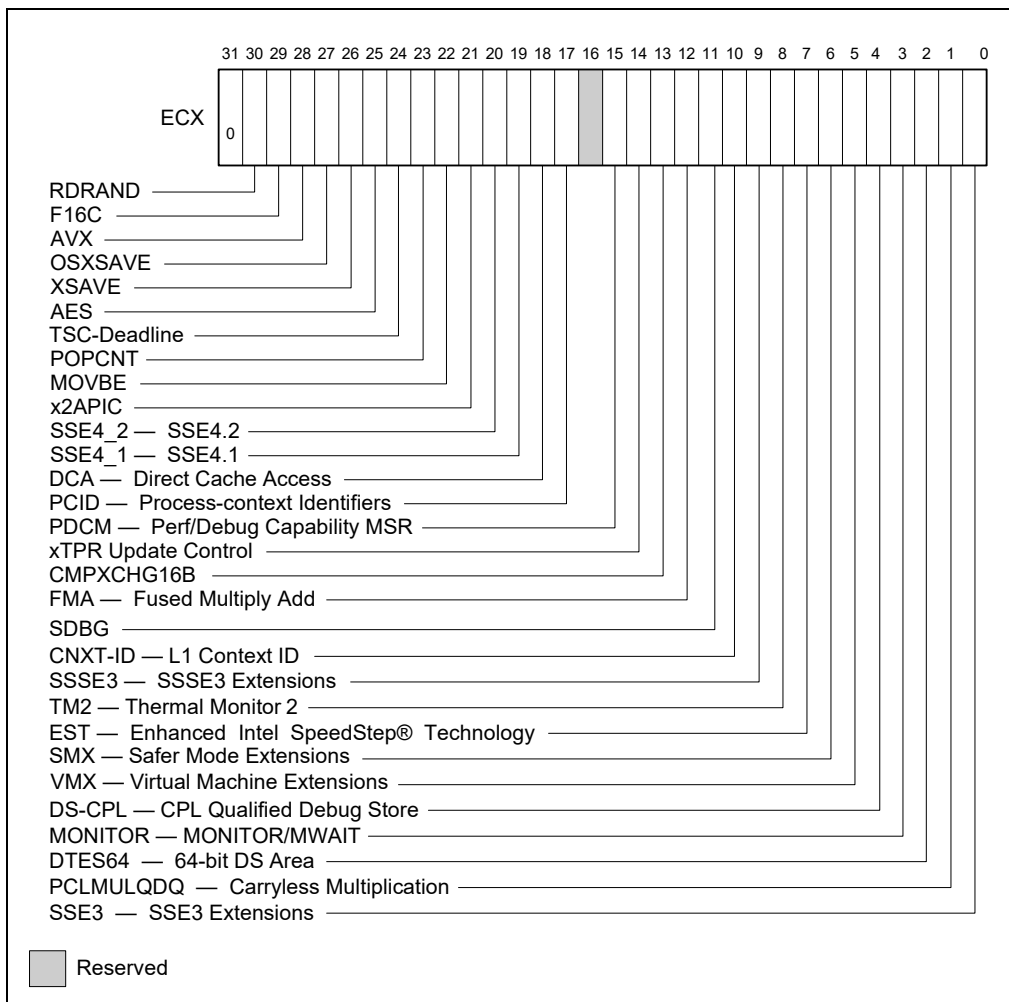 31 30 29 28 27 26 25 24 23 22 21 20 19 18 17 16 15 14 13 12 11 10 9 8 7 6 5 4 3 2 1 0
ECX
0
RDRAND
F16C
AVX
OSXSAVE
XSAVE
AES
TSC-Deadline
POPCNT
MOVBE
x2APIC
SSE4_2 — SSE4.2
SSE4_1 — SSE4.1
DCA — Direct Cache Access
PCID — Process-context Identifiers
PDCM — Perf/Debug Capability MSR
xTPR Update Control
CMPXCHG16B
FMA — Fused Multiply Add
SDBG
CNXT-ID — L1 Context ID
SSSE3 — SSSE3 Extensions
TM2 — Thermal Monitor 2
EST — Enhanced Intel SpeedStep® Technology
SMX — Safer Mode Extensions
VMX — Virtual Machine Extensions
DS-CPL — CPL Qualified Debug Store
MONITOR — MONITOR/MWAIT
DTES64 — 64-bit DS Area
PCLMULQDQ — Carryless Multiplication
SSE3 — SSE3 Extensions
Reserved